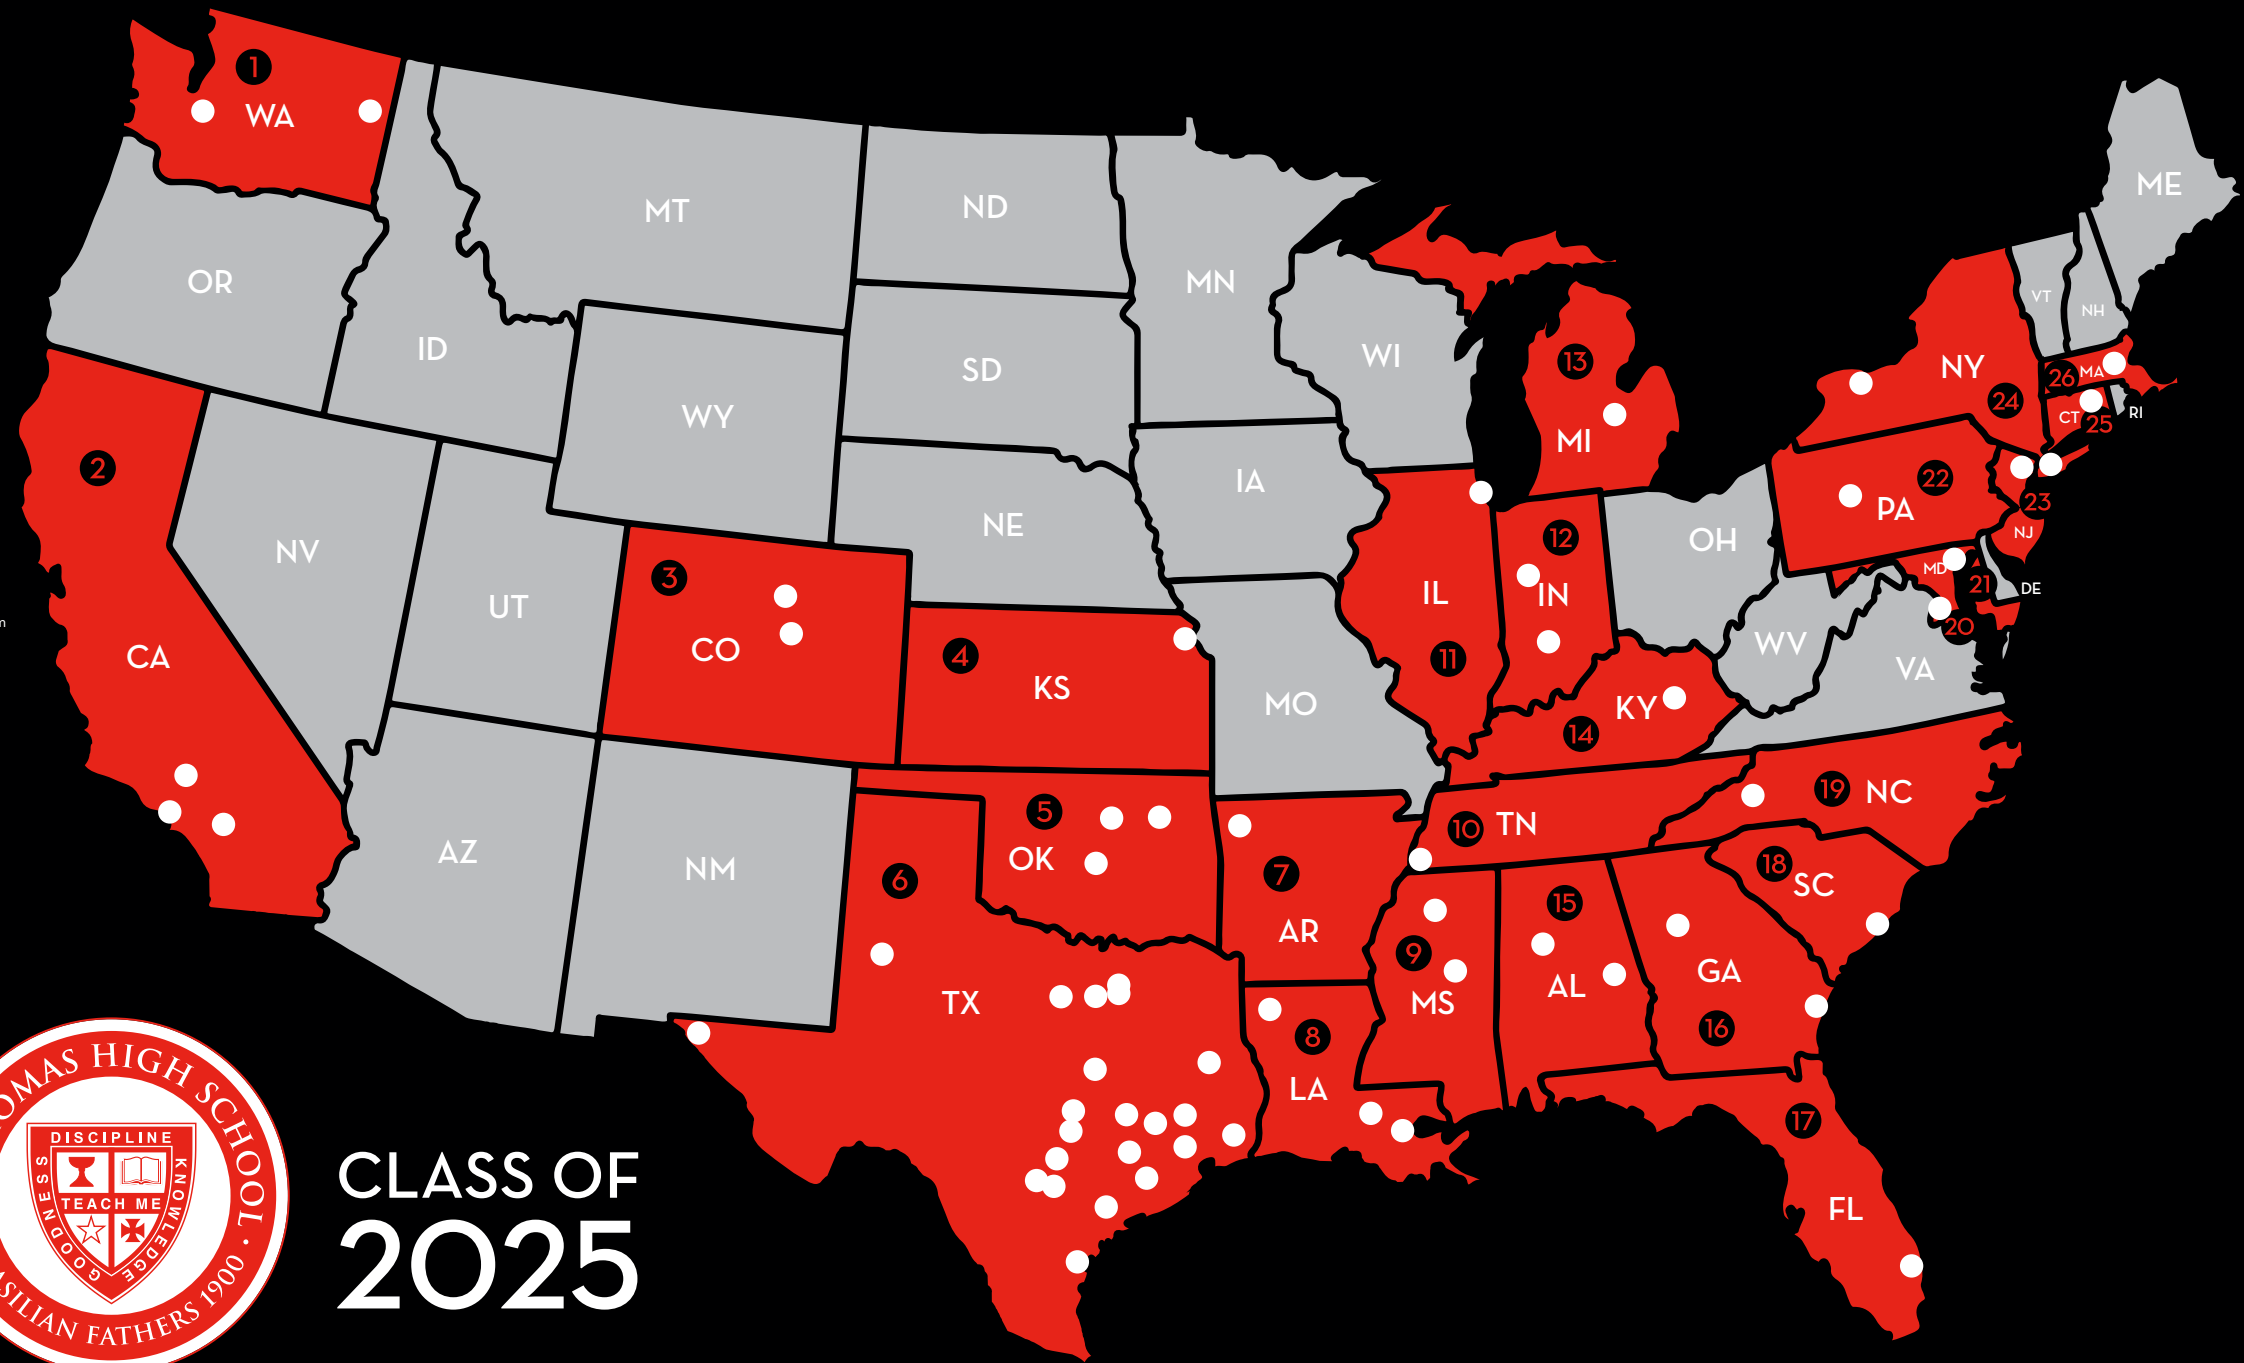 1
WA
ME
MT
ND
OR
MN
VT
NH
ID
WI
13
NY
26
MA
SD
24
CT
25
RI
WY
MI
2
IA
22
PA
NE
23
NJ
12
OH
NV
3
UT
IL
IN
MD
21
DE
20
CO
4
KS
11
WV
VA
CA
MO
KY
14
5
OK
10
TN
19
NC
AZ
NM
6
7
AR
18
SC
15
AL
9
MS
GA
16
TX
8
LA
17
FL
OMAS HIGH SCHOOL ·
DISCIPLINE
GOODNESS
KNOWLEDGE
TEACH ME
SILIAN FATHERS 1900
CLASS OF
2025